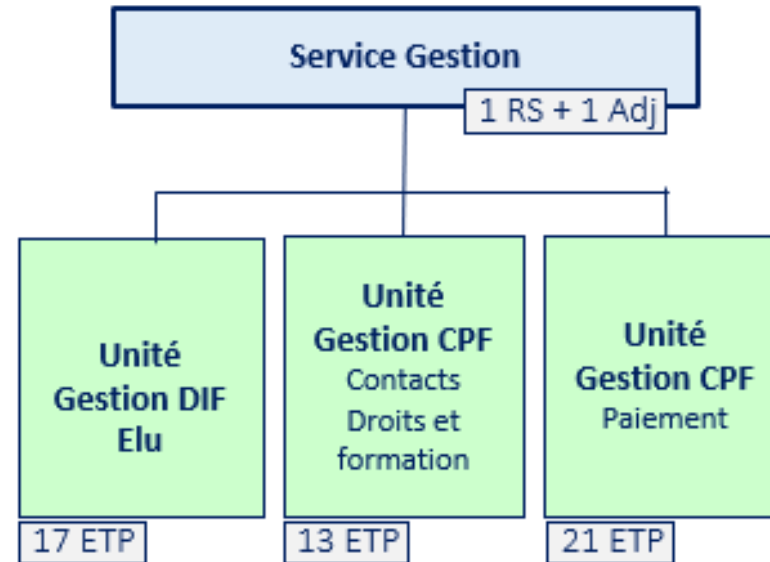 Service Gestion
1 RS + 1 Adj
Unité
Gestion DIF
Elu
17 ETP
Unité
Gestion CPF
Contacts
Droits et
formation
13 ETP
Unité
Gestion CPF
Paiement
21 ETP